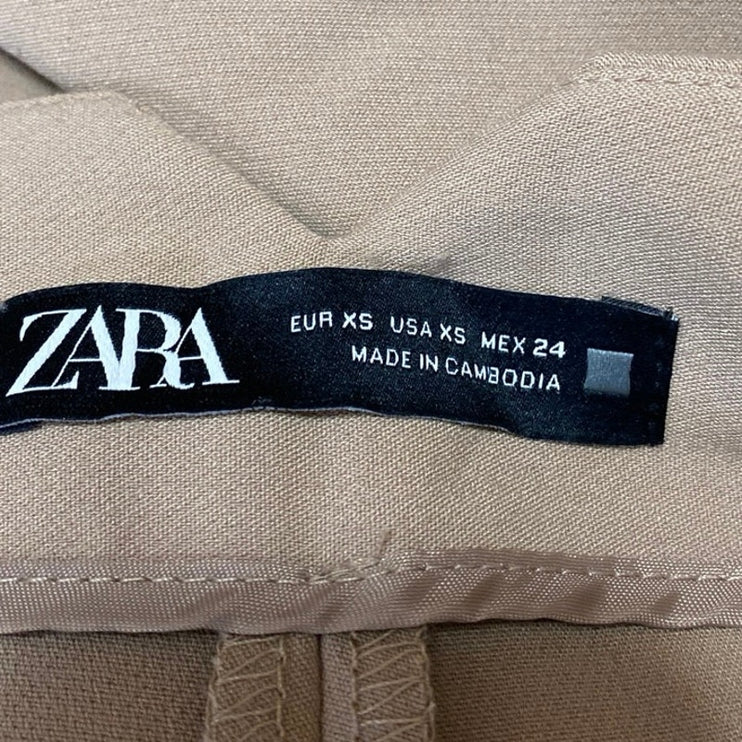 ZARA
EUR XS USA XS MEX 24
MADE IN CAMBODIA